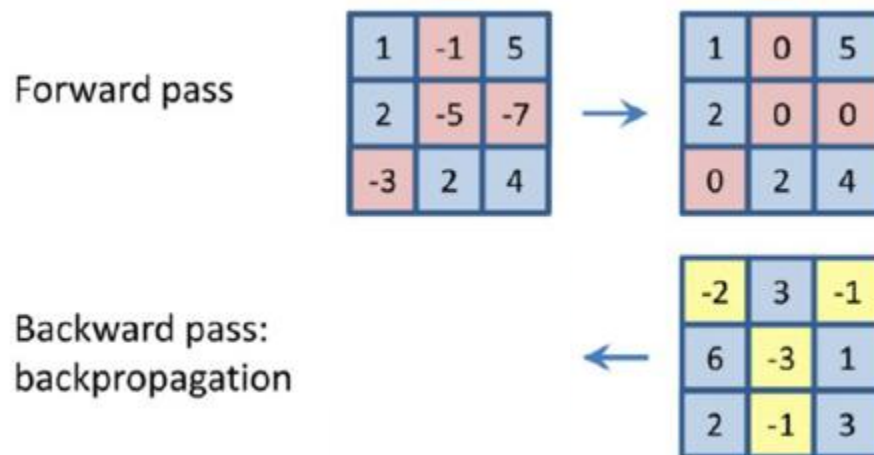 1 -1 5 1 0 5
Forward pass
2 -5 -7 2 0 0
-3 2 4 0 2 4
-2 3 -1
Backward pass:
6 -3 1
backpropagation
2 -1 3